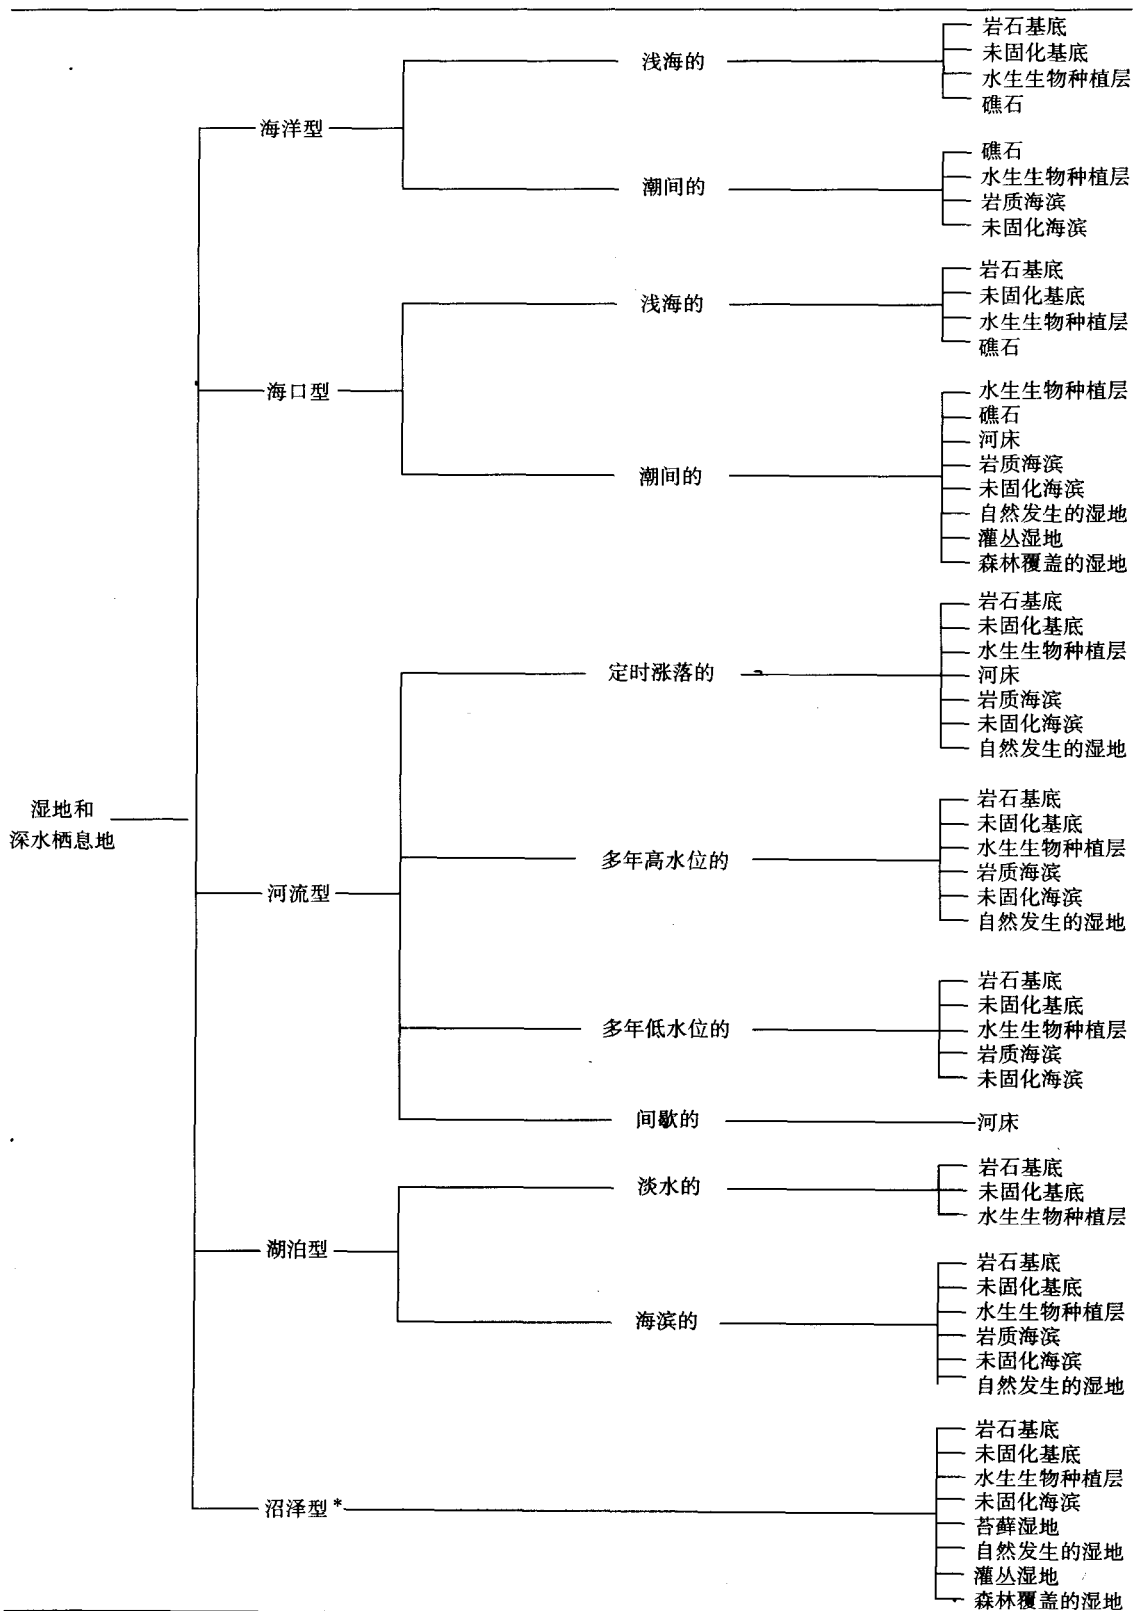 湿地和
深水栖息地
海洋型
浅海的
岩石基底
未固化基底
水生生物种植层
礁石
潮间的
礁石
水生生物种植层
岩质海滨
未固化海滨
海口型
浅海的
岩石基底
未固化基底
水生生物种植层
礁石
潮间的
水生生物种植层
礁石
河床
岩质海滨
未固化海滨
自然发生的湿地
灌丛湿地
森林覆盖的湿地
河流型
定时涨落的
岩石基底
未固化基底
水生生物种植层
河床
岩质海滨
未固化海滨
自然发生的湿地
多年高水位的
岩石基底
未固化基底
水生生物种植层
岩质海滨
未固化海滨
自然发生的湿地
多年低水位的
岩石基底
未固化基底
水生生物种植层
岩质海滨
未固化海滨
间歇的
河床
湖泊型
淡水的
岩石基底
未固化基底
水生生物种植层
海滨的
岩石基底
未固化基底
水生生物种植层
岩质海滨
未固化海滨
自然发生的湿地
沼泽型*
岩石基底
未固化基底
水生生物种植层
未固化海滨
苔藓湿地
自然发生的湿地
灌丛湿地
森林覆盖的湿地